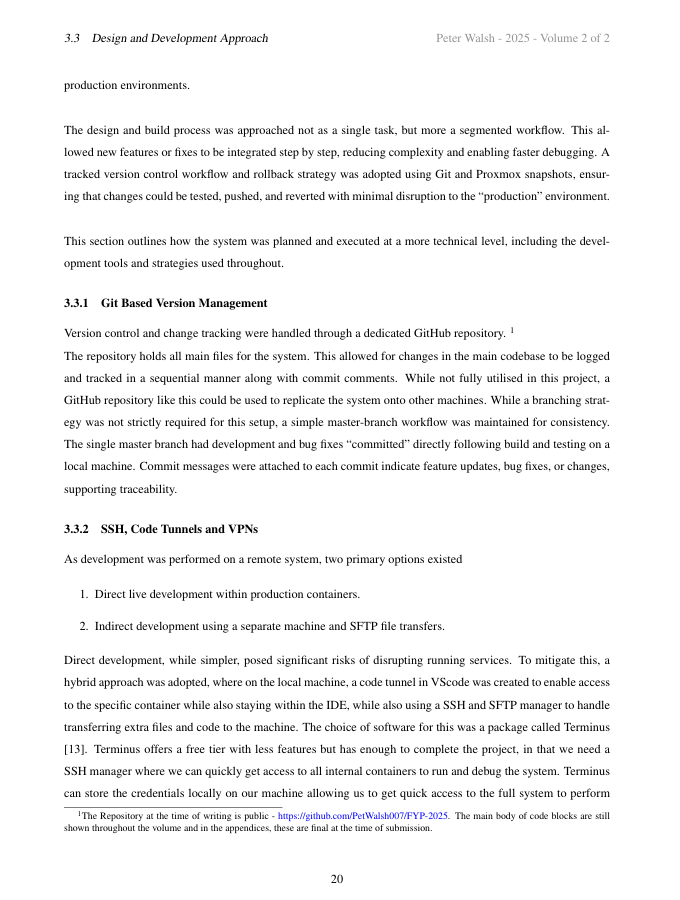 3.3 Design and Development Approach
Peter Walsh - 2025 - Volume 2 of 2
production environments.
The design and build process was approached not as a single task, but more a segmented workflow. This al-
lowed new features or fixes to be integrated step by step, reducing complexity and enabling faster debugging. A
tracked version control workflow and rollback strategy was adopted using Git and Proxmox snapshots, ensur-
ing that changes could be tested, pushed, and reverted with minimal disruption to the “production” environment.
This section outlines how the system was planned and executed at a more technical level, including the devel-
opment tools and strategies used throughout.
3.3.1 Git Based Version Management
Version control and change tracking were handled through a dedicated GitHub repository. 1
The repository holds all main files for the system. This allowed for changes in the main codebase to be logged
and tracked in a sequential manner along with commit comments. While not fully utilised in this project, a
GitHub repository like this could be used to replicate the system onto other machines. While a branching strat-
egy was not strictly required for this setup, a simple master-branch workflow was maintained for consistency.
The single master branch had development and bug fixes “committed” directly following build and testing on a
local machine. Commit messages were attached to each commit indicate feature updates, bug fixes, or changes,
supporting traceability.
3.3.2 SSH, Code Tunnels and VPNs
As development was performed on a remote system, two primary options existed
1. Direct live development within production containers.
2. Indirect development using a separate machine and SFTP file transfers.
Direct development, while simpler, posed significant risks of disrupting running services. To mitigate this, a
hybrid approach was adopted, where on the local machine, a code tunnel in VScode was created to enable access
to the specific container while also staying within the IDE, while also using a SSH and SFTP manager to handle
transferring extra files and code to the machine. The choice of software for this was a package called Terminus
[13]. Terminus offers a free tier with less features but has enough to complete the project, in that we need a
SSH manager where we can quickly get access to all internal containers to run and debug the system. Terminus
can store the credentials locally on our machine allowing us to get quick access to the full system to perform
1The Repository at the time of writing is public - https://github.com/PetWalsh007/FYP-2025. The main body of code blocks are still
shown throughout the volume and in the appendices, these are final at the time of submission.
20